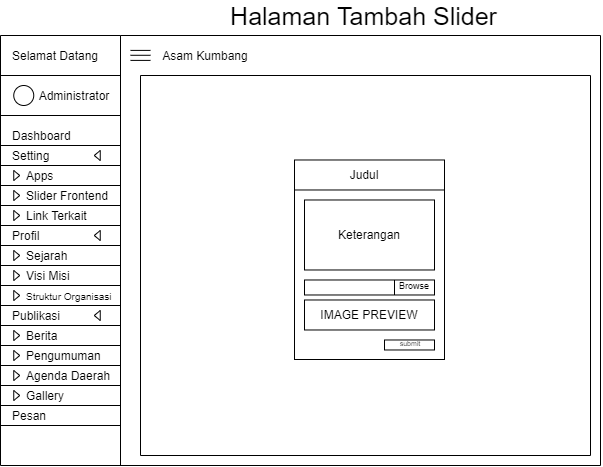 Halaman Tambah Slider
Selamat Datang
Asam Kumbang
Administrator
Dashboard
Setting
Apps
Slider Frontend
Link Terkait
Profil
Sejarah
Visi Misi
Struktur Organisasi
Publikasi
Berita
Pengumuman
Agenda Daerah
Gallery
Pesan
Judul
Keterangan
Browse
IMAGE PREVIEW
submit